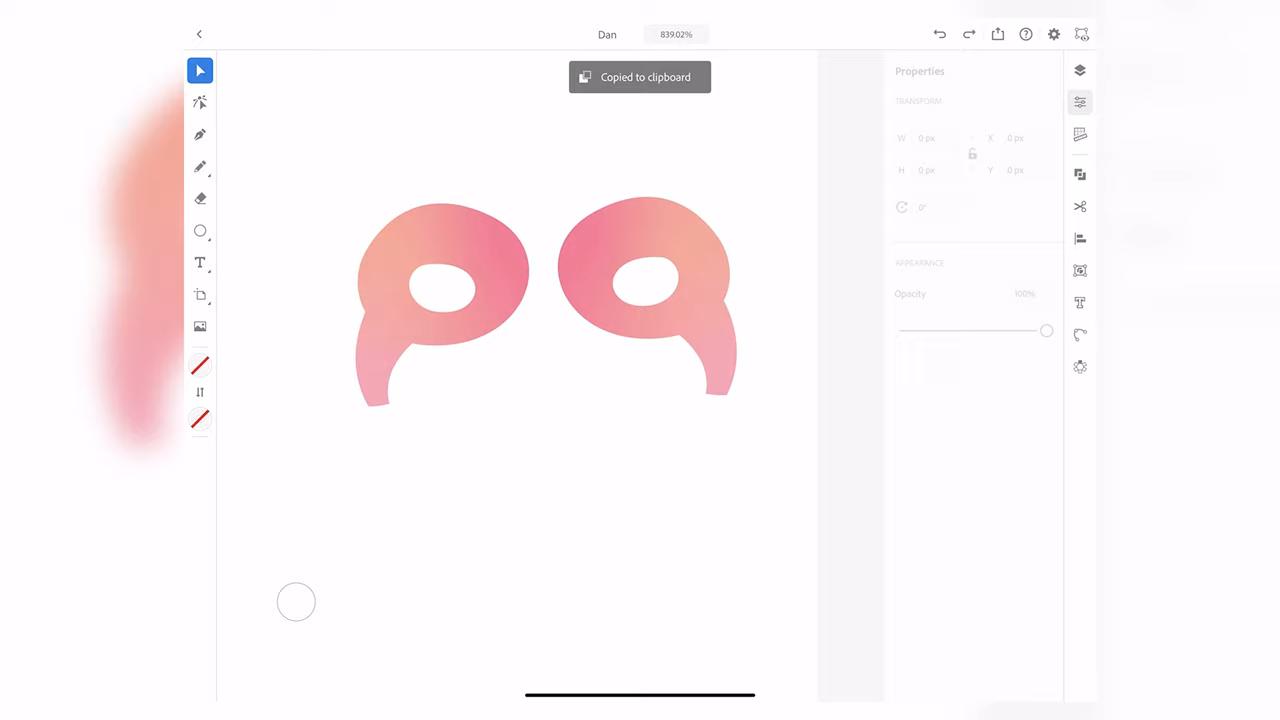 Dan
839.02%
Copied to clipboard
Properties
TRANSFORM
W 0 px X 0 px
H 0 px Y 0 px
0°
APPEARANCE
Opacity 100%